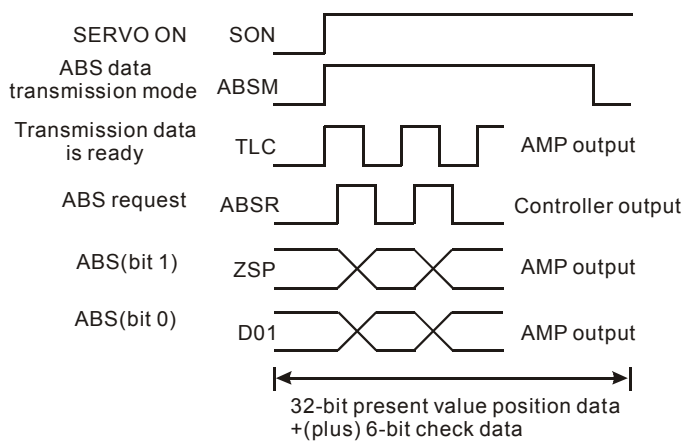 SERVO ON SON
ABS data
transmission mode ABSM
Transmission data
is ready TLC AMP output
ABS request ABSR Controller output
ABS(bit 1) ZSP AMP output
ABS(bit 0) D01 AMP output
32-bit present value position data
+(plus) 6-bit check data